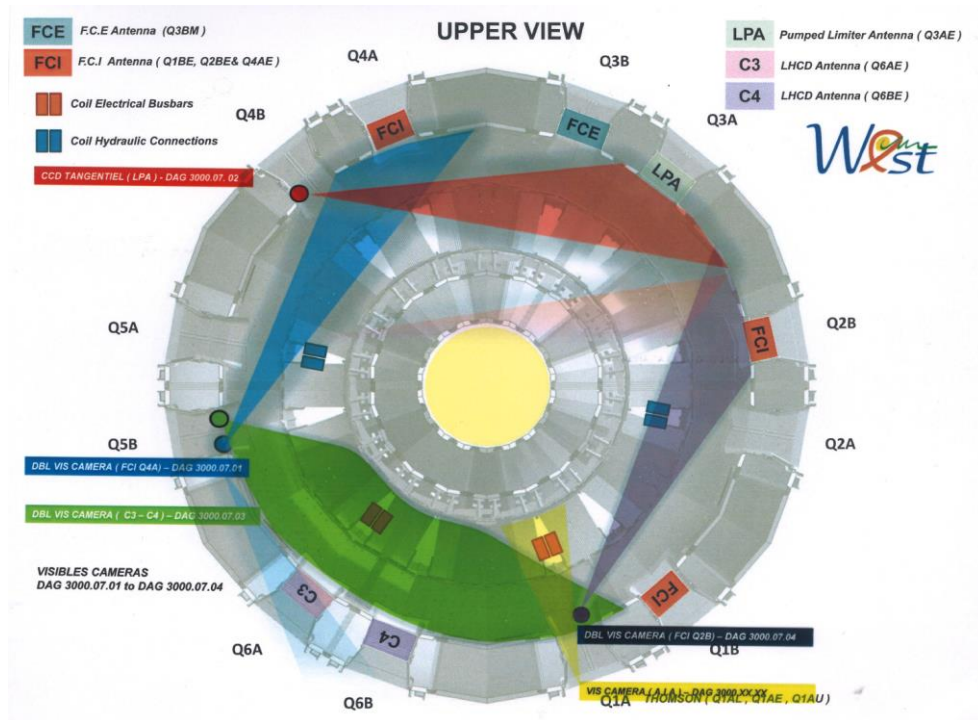 FCE F.C.E Antenna (Q3BM )
FCI F.C.I Antenna ( Q1BE, Q2BE& Q4AE )
Coil Electrical Busbars
Coil Hydraulic Connections
CCD TANGENTIEL ( LPA ) - DAG 3000.07. 02
UPPER VIEW
LPA Pumped Limiter Antenna ( Q3AE )
C3 LHCD Antenna ( Q6AE )
C4 LHCD Antenna ( Q6BE )
West
Q4A
Q3B
Q4B
Q3A
FCI
FCE
LPA
Q5A
Q2B
FCI
Q5B
Q2A
DBL VIS CAMERA ( FCI Q4A) – DAG 3000.07.01
DBL VIS CAMERA ( C3 – C4 ) – DAG 3000.07.03
VISIBLES CAMERAS
DAG 3000.07.01 to DAG 3000.07.04
C3
C4
FCI
DBL VIS CAMERA ( FCI Q2B) – DAG 3000.07.04
Q6A
Q1B
VIS CAMERA ( A LA ) – DAG 3000.XX.XX
Q6B
Q1A
THOMSON ( Q1AL , Q1AE , Q1AU )